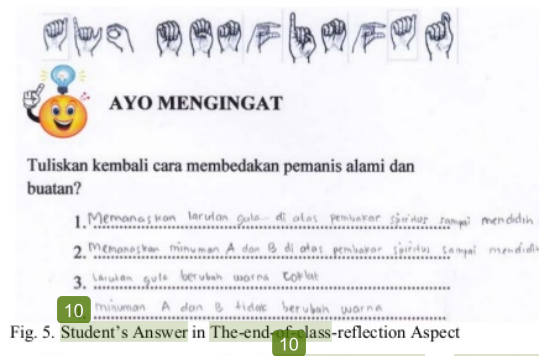 AYO MENGINGAT
Tuliskan kembali cara membedakan pemanis alami dan
buatan?
1. Memanaskan larutan gula di atas pembakar spiritus sampai mendidih
2. Memanaskan minuman A dan B di atas pembakar spiritus sampai mendidih
3. Larutan gula berubah warna coklat
10 minuman A dan B tidak berubah warna
Fig. 5. Student's Answer in The-end-of-class-reflection Aspect
10